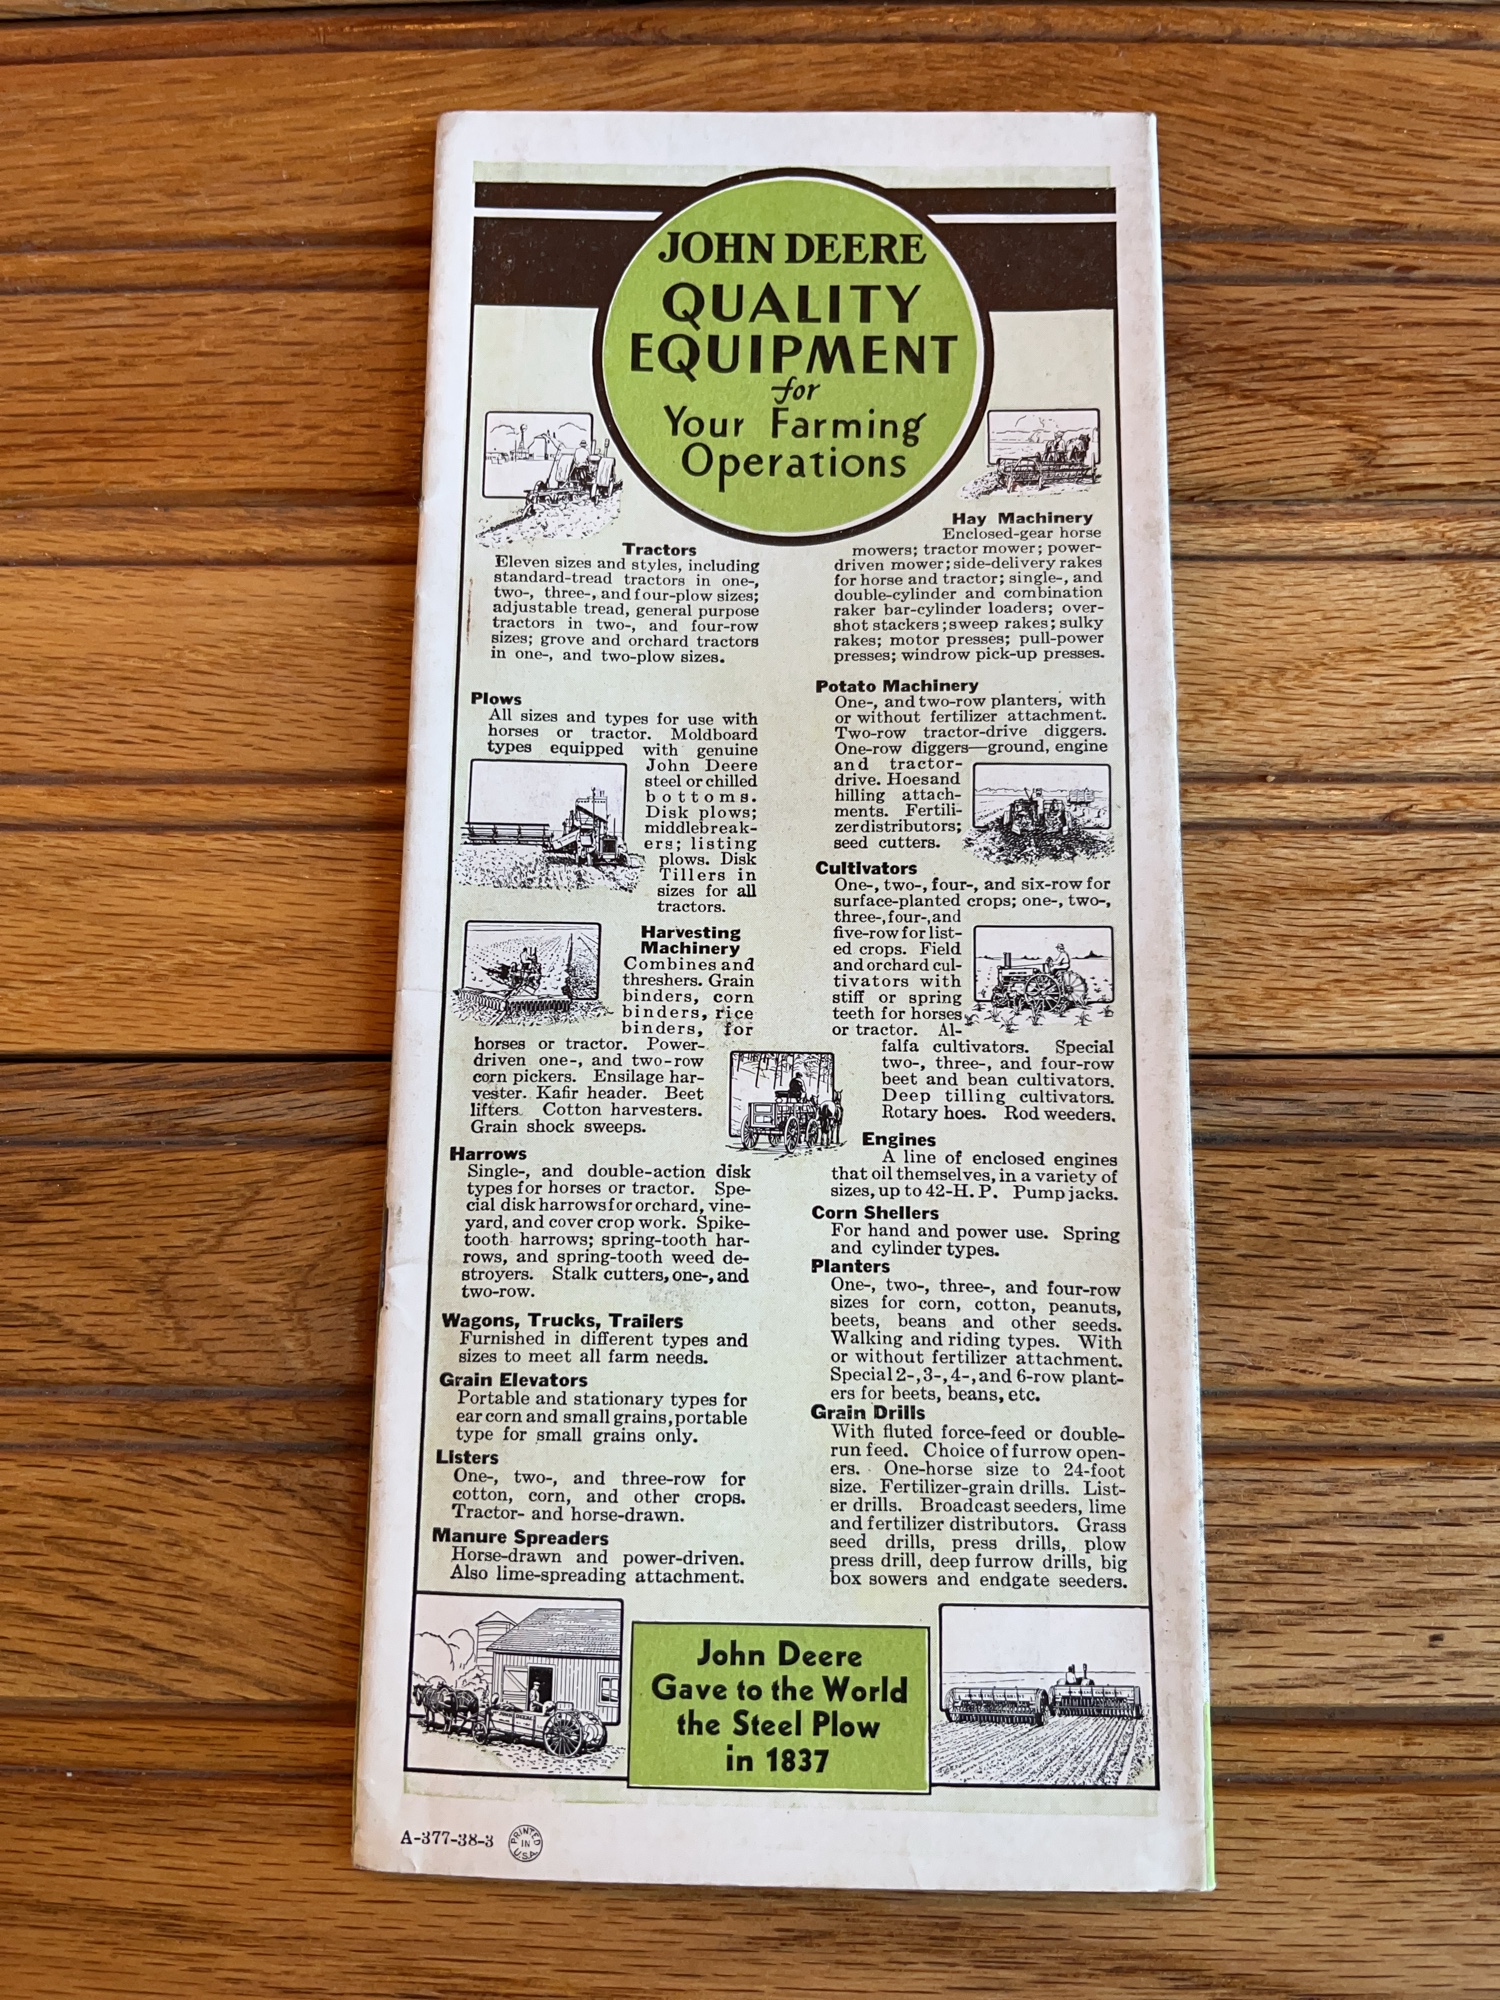 JOHN DEERE
QUALITY
EQUIPMENT
for
Your Farming
Operations
Tractors
Eleven sizes and styles, including
standard-tread tractors in one-,
two-, three-, and four-plow sizes;
adjustable tread, general purpose
tractors in two-, and four-row
sizes; grove and orchard tractors
in one-, and two-plow sizes.
Plows
All sizes and types for use with
horses or tractor. Moldboard
types equipped with genuine
John Deere
steel or chilled
bottoms.
Disk plows;
middlebreak-
ers; listing
plows. Disk
Tillers in
sizes for all
tractors.
Harvesting
Machinery
Combines and
threshers. Grain
binders, corn
binders, rice
binders, for
horses or tractor. Power-
driven one-, and two-row
corn pickers. Ensilage har-
vester. Kafir header. Beet
lifters. Cotton harvesters.
Grain shock sweeps.
Harrows
Single-, and double-action disk
types for horses or tractor. Spe-
cial disk harrows for orchard, vine-
yard, and cover crop work. Spike-
tooth harrows; spring-tooth har-
rows, and spring-tooth weed de-
stroyers. Stalk cutters, one-, and
two-row.
Wagons, Trucks, Trailers
Furnished in different types and
sizes to meet all farm needs.
Grain Elevators
Portable and stationary types for
ear corn and small grains, portable
type for small grains only.
Listers
One-, two-, and three-row for
cotton, corn, and other crops.
Tractor- and horse-drawn.
Manure Spreaders
Horse-drawn and power-driven.
Also lime-spreading attachment.
Hay Machinery
Enclosed-gear horse
mowers; tractor mower; power-
driven mower; side-delivery rakes
for horse and tractor; single-, and
double-cylinder and combination
raker bar-cylinder loaders; over-
shot stackers; sweep rakes; sulky
rakes; motor presses; pull-power
presses; windrow pick-up presses.
Potato Machinery
One-, and two-row planters, with
or without fertilizer attachment.
Two-row tractor-drive diggers.
One-row diggers—ground, engine
and tractor-
drive. Hoes and
hilling attach-
ments. Fertili-
zer distributors;
seed cutters.
Cultivators
One-, two-, four-, and six-row for
surface-planted crops; one-, two-,
three-, four-, and
five-row for list-
ed crops. Field
and orchard cul-
tivators with
stiff or spring
teeth for horses
or tractor. Al-
falfa cultivators. Special
two-, three-, and four-row
beet and bean cultivators.
Deep tilling cultivators.
Rotary hoes. Rod weeders.
Engines
A line of enclosed engines
that oil themselves, in a variety of
sizes, up to 42-H. P. Pump jacks.
Corn Shellers
For hand and power use. Spring
and cylinder types.
Planters
One-, two-, three-, and four-row
sizes for corn, cotton, peanuts,
beets, beans and other seeds.
Walking and riding types. With
or without fertilizer attachment.
Special 2-, 3-, 4-, and 6-row plant-
ers for beets, beans, etc.
Grain Drills
With fluted force-feed or double-
run feed. Choice of furrow open-
ers. One-horse size to 24-foot
size. Fertilizer-grain drills. List-
er drills. Broadcast seeders, lime
and fertilizer distributors. Grass
seed drills, press drills, plow
press drill, deep furrow drills, big
box sowers and endgate seeders.
John Deere
Gave to the World
the Steel Plow
in 1837
A-377-38-3
PRINTED
IN
U.S.A.